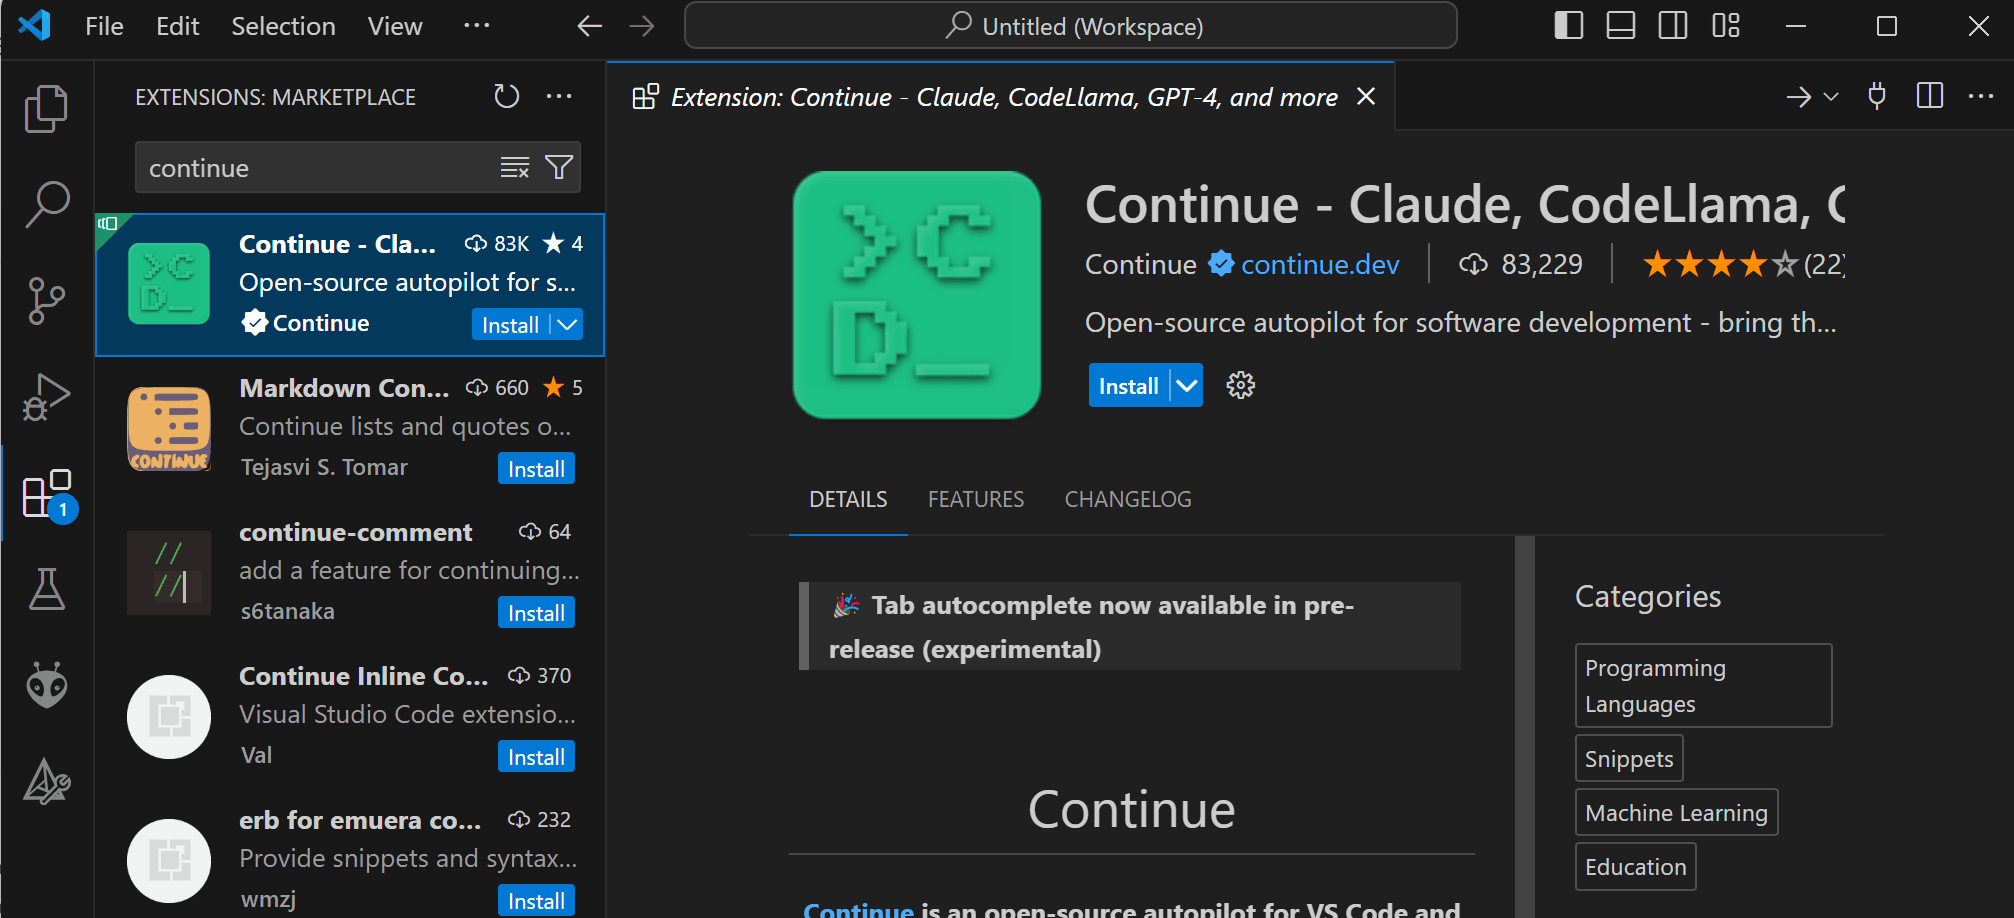 File Edit Selection View ··· Untitled (Workspace)
EXTENSIONS: MARKETPLACE
continue
Continue - Cla... 83K 4
Open-source autopilot for s...
Continue Install
Markdown Con... 660 5
Continue lists and quotes o...
CONTINUE
Tejasvi S. Tomar Install
continue-comment 64
// 
//
add a feature for continuing...
s6tanaka Install
1
Continue Inline Co... 370
Visual Studio Code extensio...
Val Install
erb for emuera co... 232
Provide snippets and syntax...
wmzj Install
Extension: Continue - Claude, CodeLlama, GPT-4, and more
>C
D_
Continue - Claude, CodeLlama,
Continue continue.dev 83,229 (22)
Open-source autopilot for software development - bring th...
Install
DETAILS FEATURES CHANGELOG
🎉 Tab autocomplete now available in pre-
release (experimental)
Continue
Continue is an open-source autopilot for VS Code and
Categories
Programming
Languages
Snippets
Machine Learning
Education